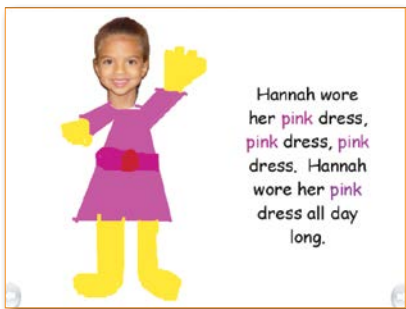 Hannah wore
her pink dress,
pink dress, pink
dress. Hannah
wore her pink
dress all day
long.